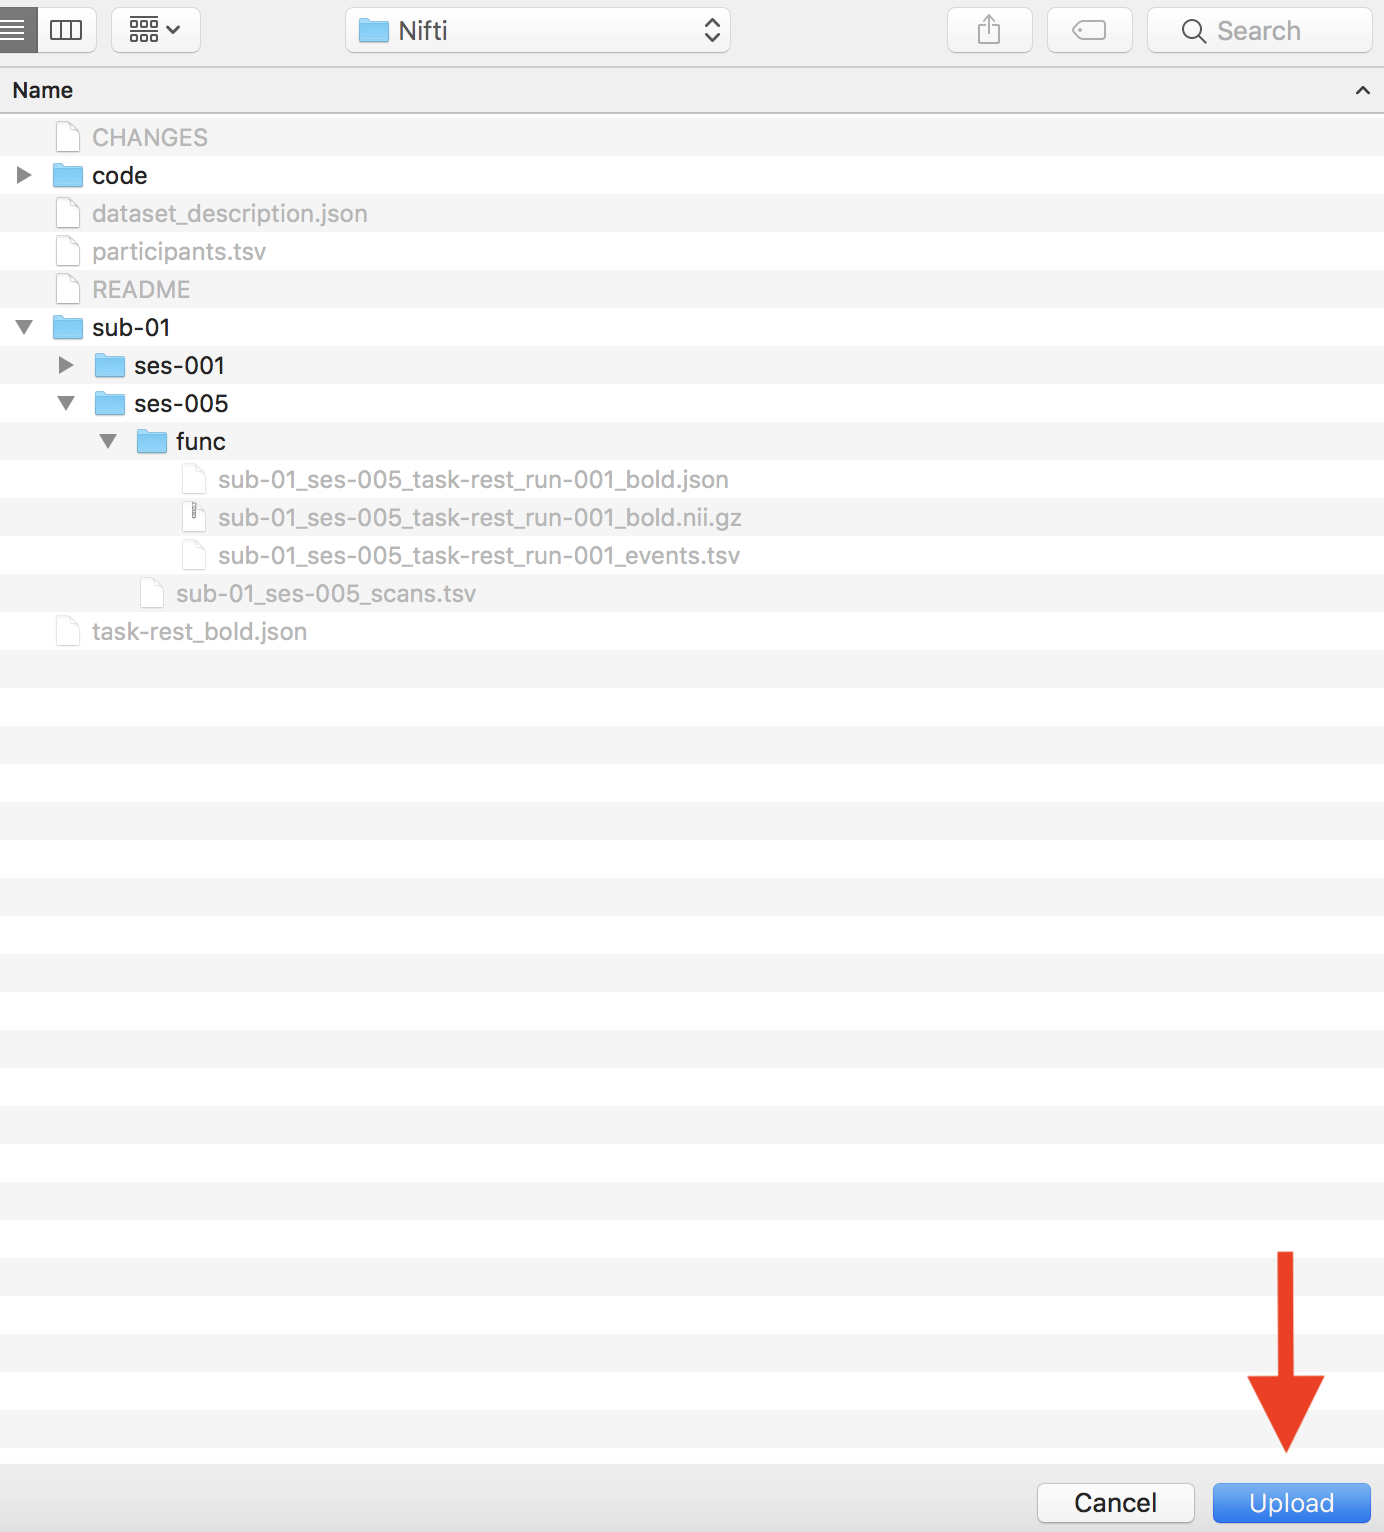 Nifti
Search
Name
CHANGES
code
dataset_description.json
participants.tsv
README
sub-01
ses-001
ses-005
func
sub-01_ses-005_task-rest_run-001_bold.json
sub-01_ses-005_task-rest_run-001_bold.nii.gz
sub-01_ses-005_task-rest_run-001_events.tsv
sub-01_ses-005_scans.tsv
task-rest_bold.json
Cancel
Upload